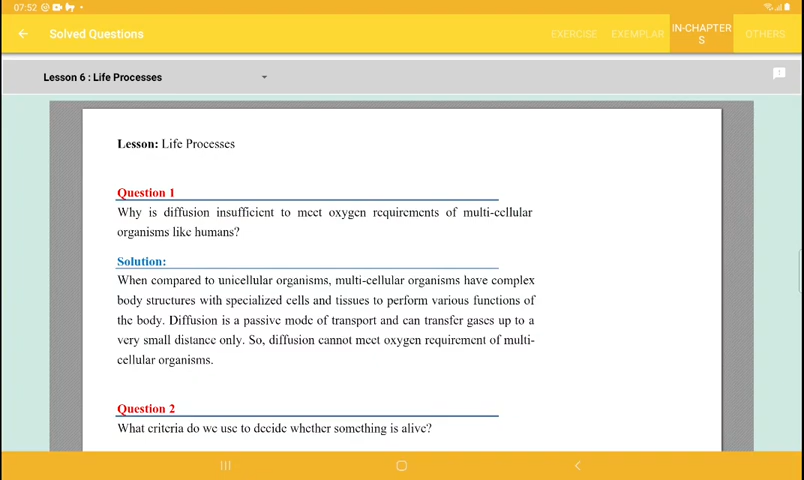 07:52
Solved Questions
EXERCISE
EXEMPLAR
IN-CHAPTER
S
OTHERS
Lesson 6 : Life Processes
Lesson: Life Processes
Question 1
Why is diffusion insufficient to meet oxygen requirements of multi-cellular
organisms like humans?
Solution:
When compared to unicellular organisms, multi-cellular organisms have complex
body structures with specialized cells and tissues to perform various functions of
the body. Diffusion is a passive mode of transport and can transfer gases up to a
very small distance only. So, diffusion cannot meet oxygen requirement of multi-
cellular organisms.
Question 2
What criteria do we use to decide whether something is alive?